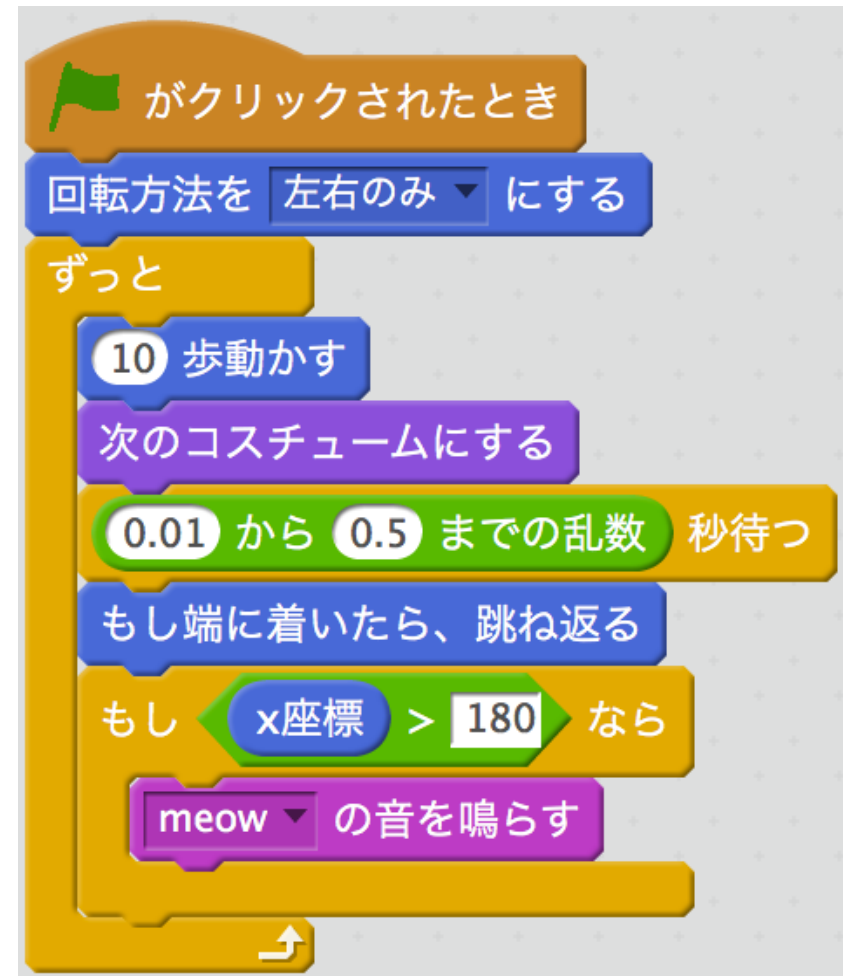 がクリックされたとき
回転方法を 左右のみ にする
ずっと
10 歩動かす
次のコスチュームにする
0.01 から 0.5 までの乱数 秒待つ
もし端に着いたら、跳ね返る
もし x座標 > 180 なら
meow の音を鳴らす